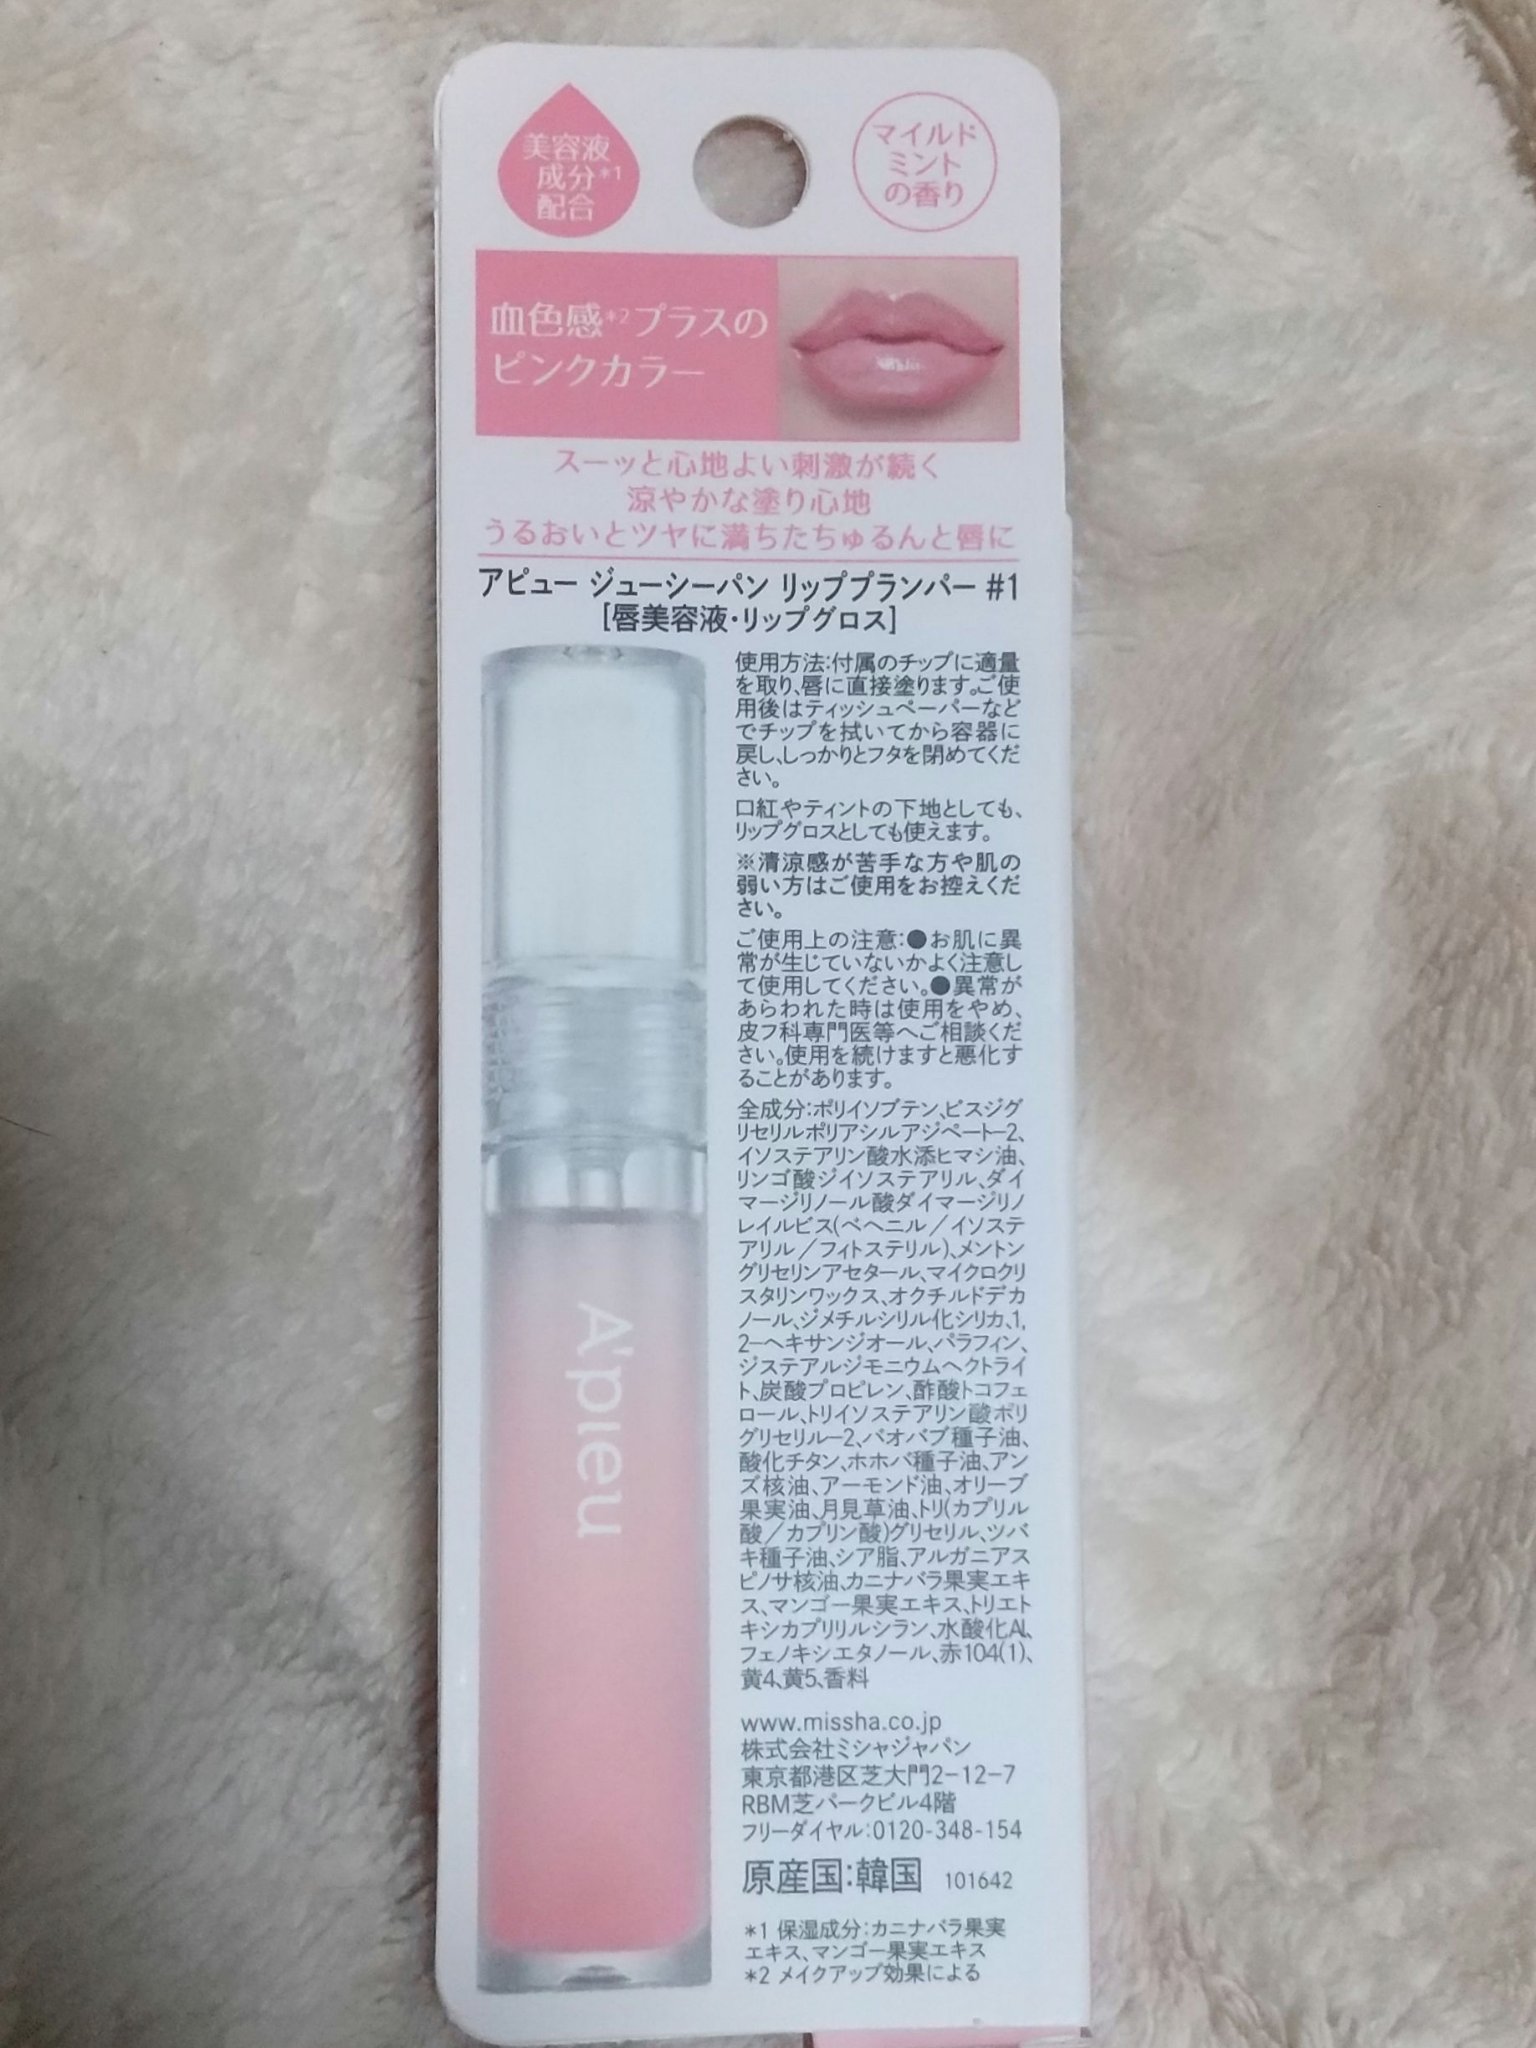 美容液
成分*1
配合
マイルド
ミント
の香り
血色感*2プラスの
ピンクカラー
スーッと心地よい刺激が続く
涼やかな塗り心地
うるおいとツヤに満ちたちゅるんと唇に
アピュー ジューシーパン リッププランパー #1
[唇美容液・リップグロス]
使用方法:付属のチップに適量
を取り、唇に直接塗ります。ご使
用後はティッシュペーパーなど
でチップを拭いてから容器に
戻し、しっかりとフタを閉めてくだ
さい。
口紅やティントの下地としても、
リップグロスとしても使えます。
※清涼感が苦手な方や肌の
弱い方はご使用をお控えくだ
さい。
ご使用上の注意:●お肌に異
常が生じていないかよく注意し
て使用してください。●異常が
あらわれた時は使用をやめ、
皮フ科専門医等へご相談くだ
さい。使用を続けますと悪化す
ることがあります。
全成分:ポリイソブテン、ビスジグ
リセリルポリアシルアジペート-2、
イソステアリン酸水添ヒマシ油、
リンゴ酸ジイソステアリル、ダイ
マージリノール酸ダイマージリノ
レイルビス(ベヘニル/イソステ
アリル/フィトステリル)、メントン
グリセリンアセタール、マイクロクリ
スタリンワックス、オクチルドデカ
ノール、ジメチルシリル化シリカ、1,
2-ヘキサンジオール、パラフィン、
ジステアルジモニウムヘクトライ
ト、炭酸プロピレン、酢酸トコフェ
ロール、トリイソステアリン酸ポリ
グリセリル-2、バオバブ種子油、
酸化チタン、ホホバ種子油、アン
ズ核油、アーモンド油、オリーブ
果実油、月見草油、トリ(カプリル
酸/カプリン酸)グリセリル、ツバ
キ種子油、シア脂、アルガニアス
ピノサ核油、カニナバラ果実エキ
ス、マンゴー果実エキス、トリエト
キシカプリリルシラン、水酸化Al、
フェノキシエタノール、赤104(1)、
黄4、黄5、香料
A'pieu
www.missha.co.jp
株式会社ミシャジャパン
東京都港区芝大門2-12-7
RBM芝パークビル4階
フリーダイヤル:0120-348-154
原産国:韓国 101642
*1 保湿成分:カニナバラ果実
エキス、マンゴー果実エキス
*2 メイクアップ効果による